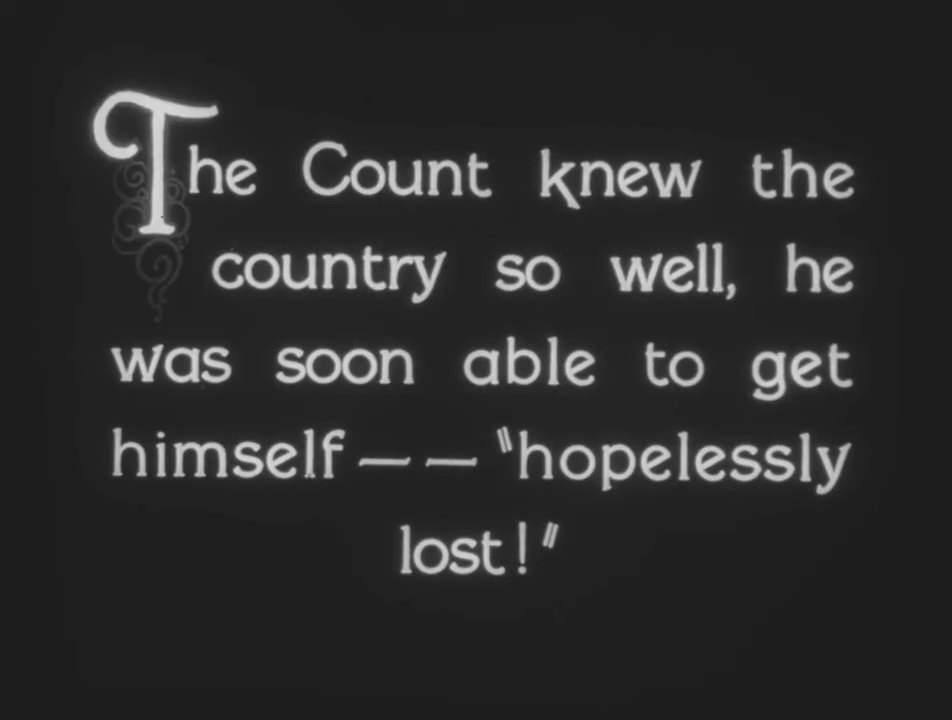 The Count knew the
country so well, he
was soon able to get
himself — — "hopelessly
lost!"